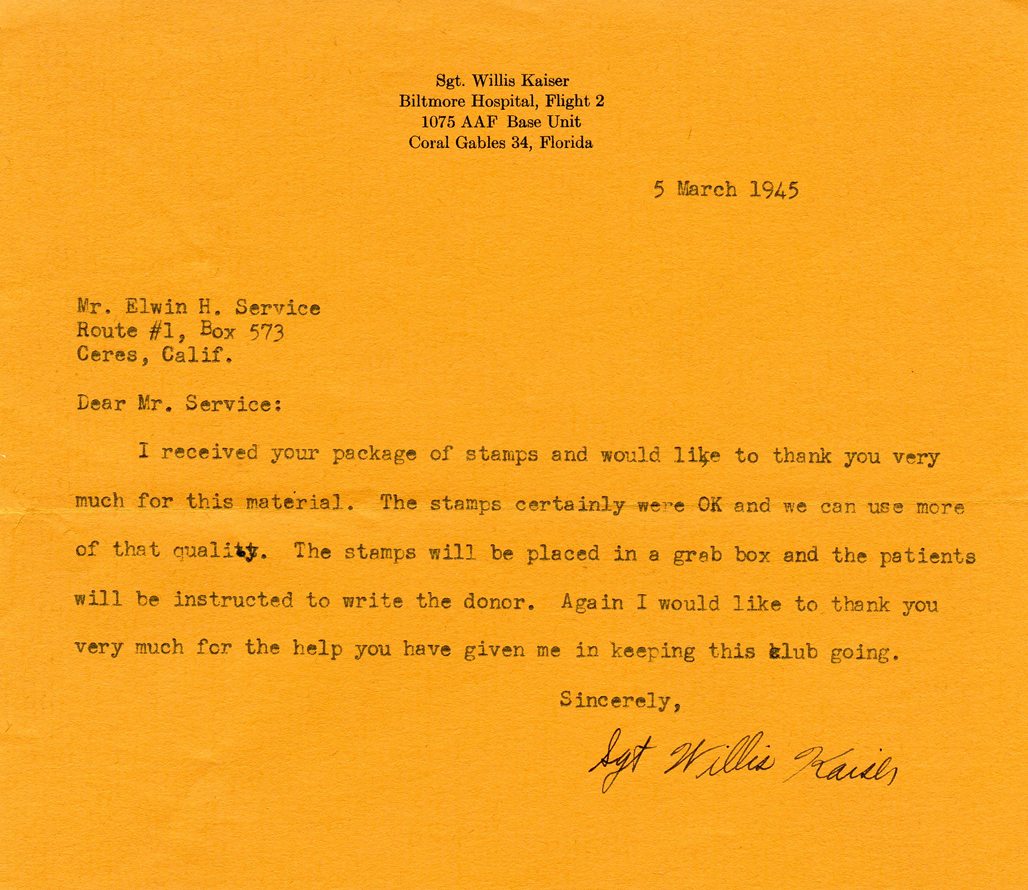 Sgt. Willis Kaiser
Biltmore Hospital, Flight 2
1075 AAF Base Unit
Coral Gables 34, Florida
5 March 1945
Mr. Elwin H. Service
Route #1, Box 573
Ceres, Calif.
Dear Mr. Service:
I received your package of stamps and would like to thank you very
much for this material. The stamps certainly were OK and we can use more
of that quality. The stamps will be placed in a grab box and the patients
will be instructed to write the donor. Again I would like to thank you
very much for the help you have given me in keeping this club going.
Sincerely,
Sgt Willis Kaiser